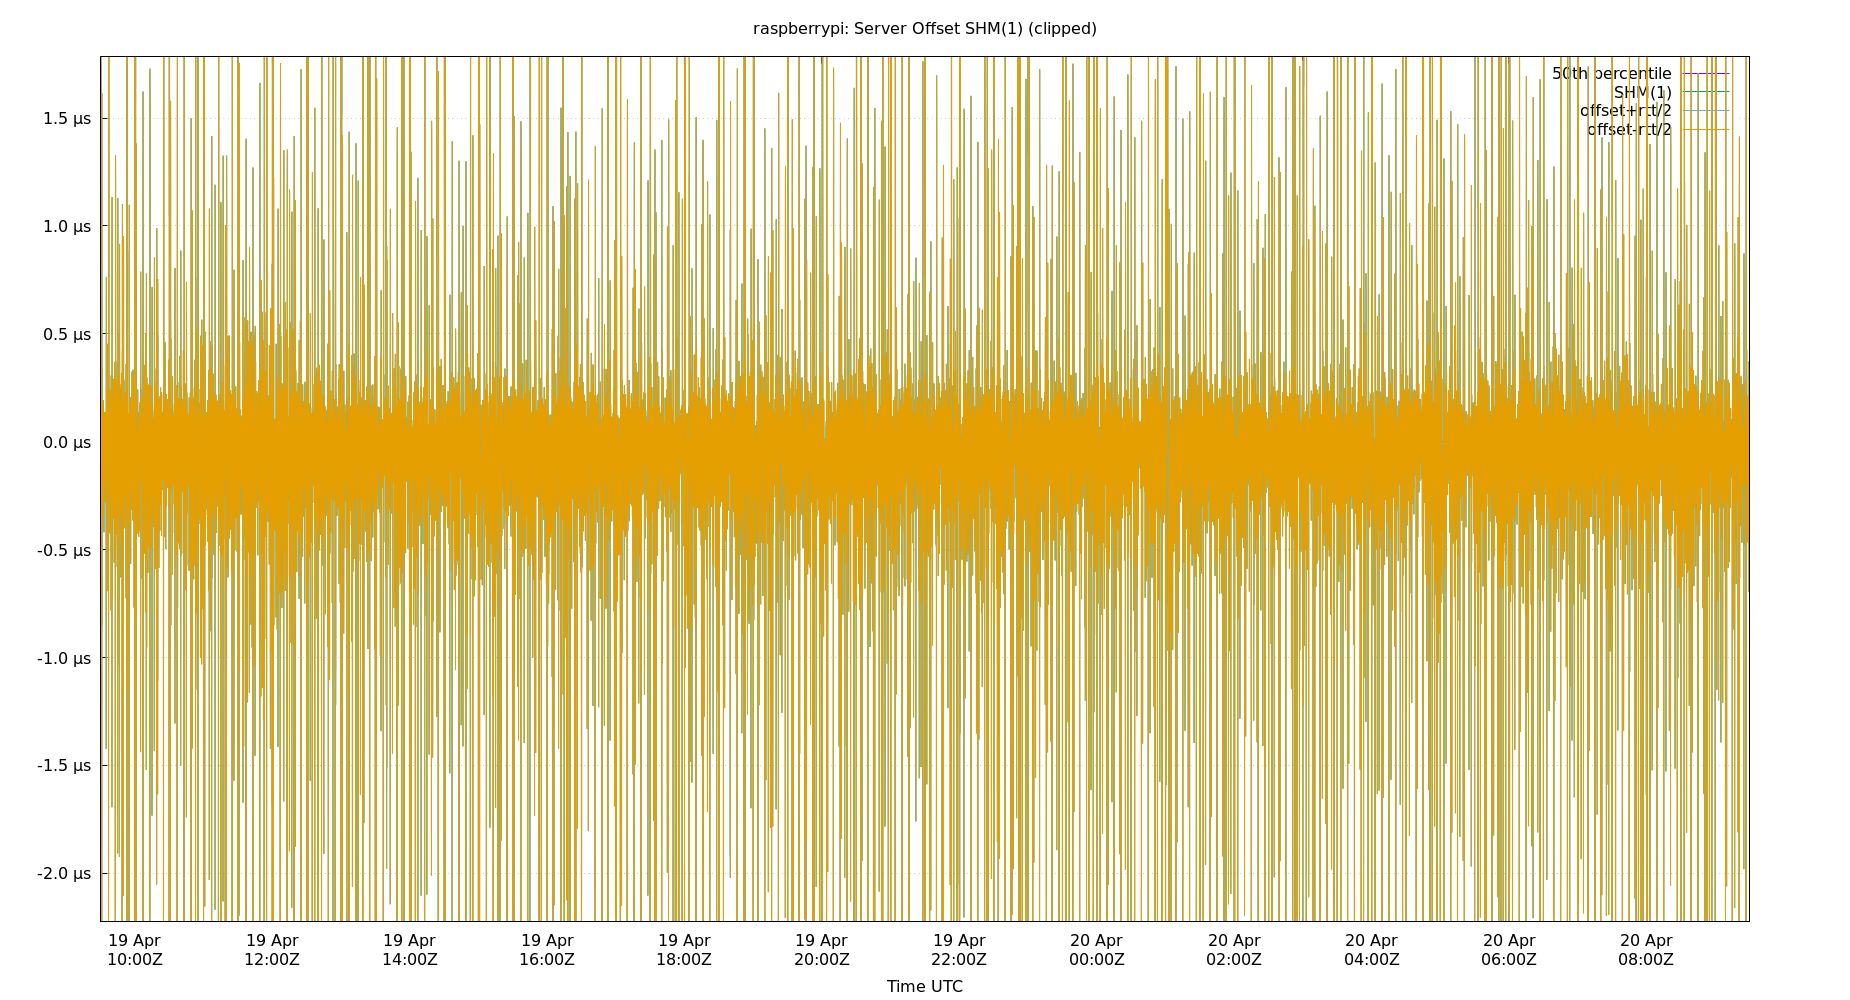 raspberrypi: Server Offset SHM(1) (clipped)
50th percentile
SHM(1)
offset+rtt/2
offset-rtt/2
1.5 µs
1.0 µs
0.5 µs
0.0 µs
-0.5 µs
-1.0 µs
-1.5 µs
-2.0 µs
19 Apr 19 Apr 19 Apr 19 Apr 19 Apr 19 Apr 19 Apr 20 Apr 20 Apr 20 Apr 20 Apr 20 Apr
10:00Z 12:00Z 14:00Z 16:00Z 18:00Z 20:00Z 22:00Z 00:00Z 02:00Z 04:00Z 06:00Z 08:00Z
Time UTC